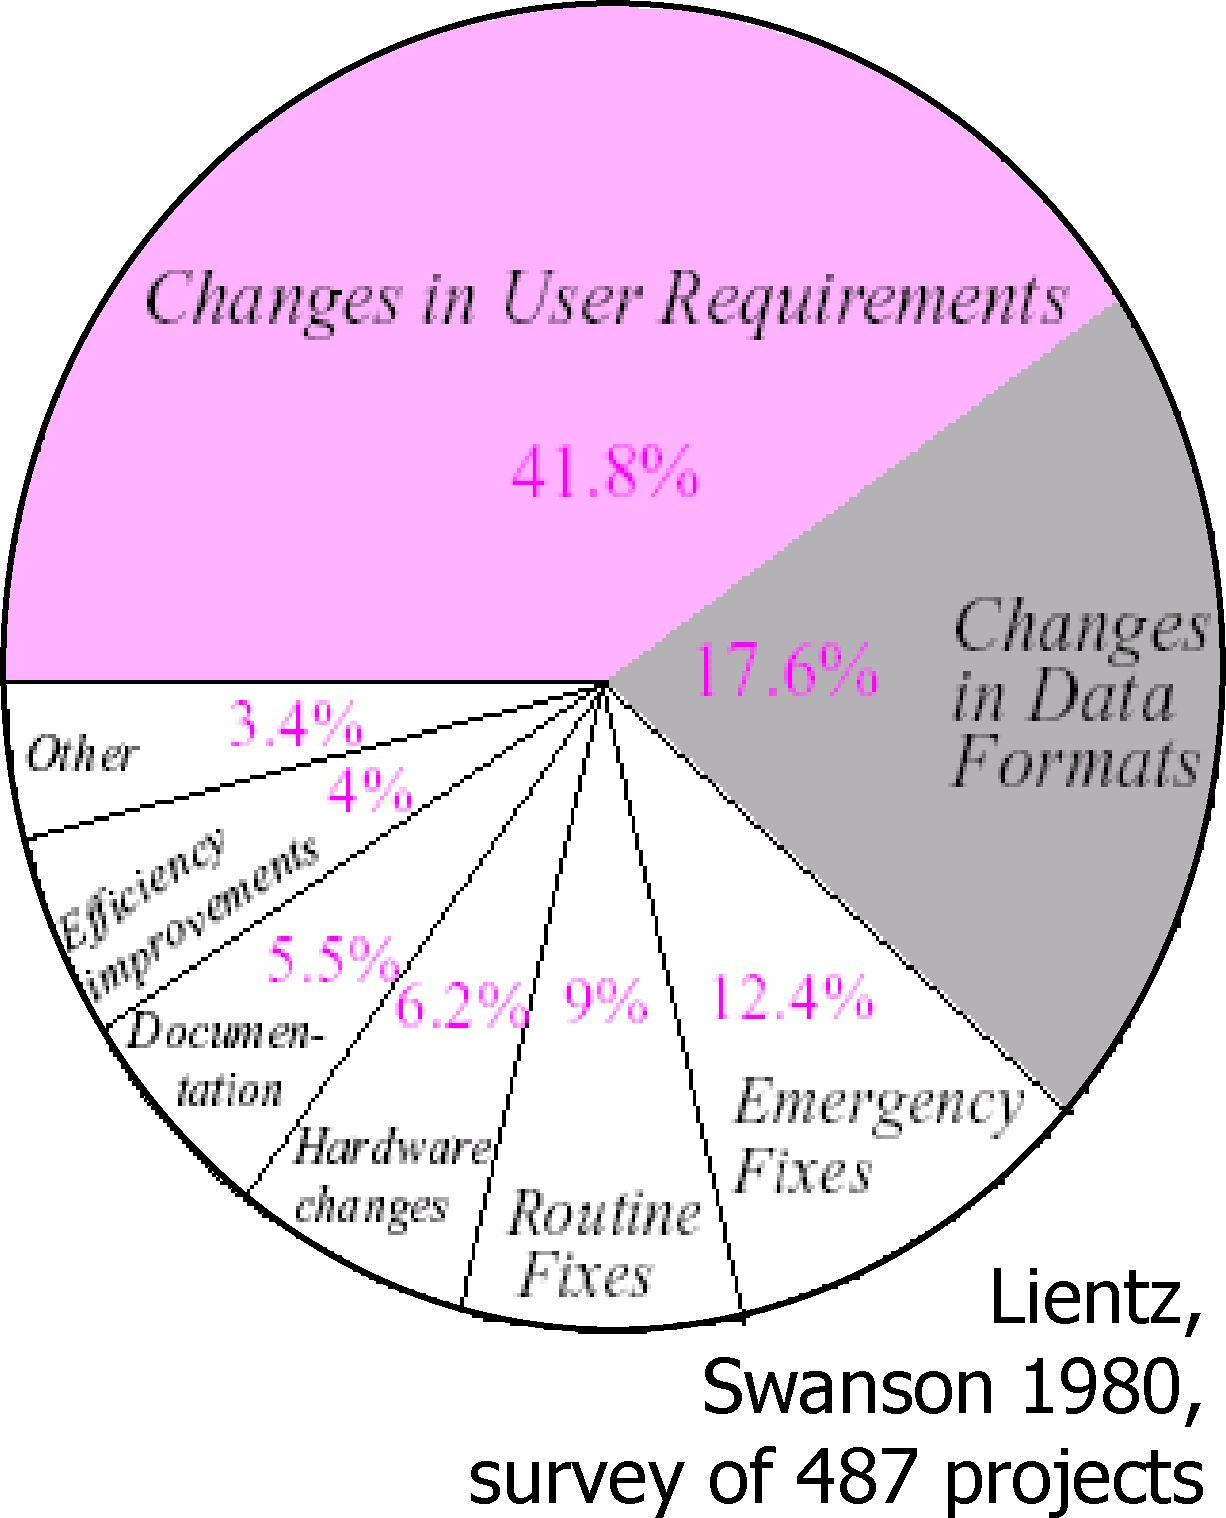 Changes in User Requirements
41.8%
17.6%
Changes
in Data
Formats
3.4%
Other
4%
Efficiency
improvements
5.5%
Documen-
tation
6.2%
Hardware
changes
9%
Routine
Fixes
12.4%
Emergency
Fixes
Lientz,
Swanson 1980,
survey of 487 projects